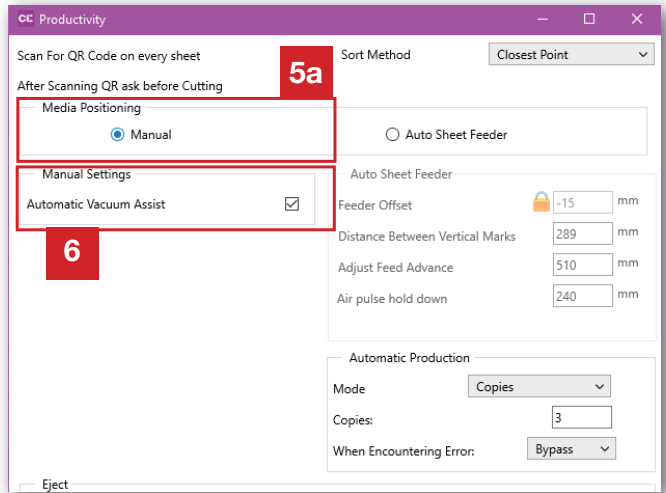 CE Productivity
Scan For QR Code on every sheet
Sort Method Closest Point
5a
After Scanning QR ask before Cutting
Media Positioning
Manual Auto Sheet Feeder
Manual Settings
Automatic Vacuum Assist
6
Auto Sheet Feeder
Feeder Offset -15 mm
Distance Between Vertical Marks 289 mm
Adjust Feed Advance 510 mm
Air pulse hold down 240 mm
Automatic Production
Mode Copies
Copies: 3
When Encountering Error: Bypass
Eject